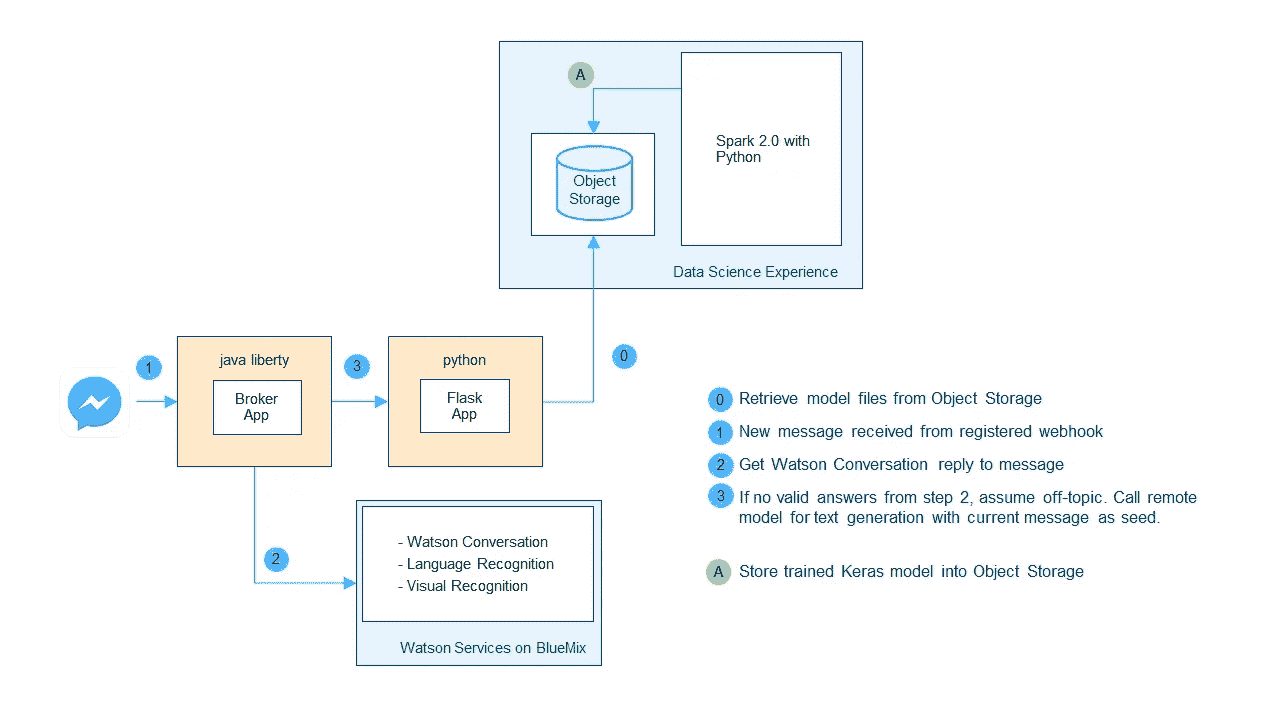 A
Spark 2.0 with
Python
Object
Storage
Data Science Experience
0
1
java liberty
Broker
App
3
python
Flask
App
2
- Watson Conversation
- Language Recognition
- Visual Recognition
Watson Services on BlueMix
0 Retrieve model files from Object Storage
1 New message received from registered webhook
2 Get Watson Conversation reply to message
3 If no valid answers from step 2, assume off-topic. Call remote
model for text generation with current message as seed.
A Store trained Keras model into Object Storage